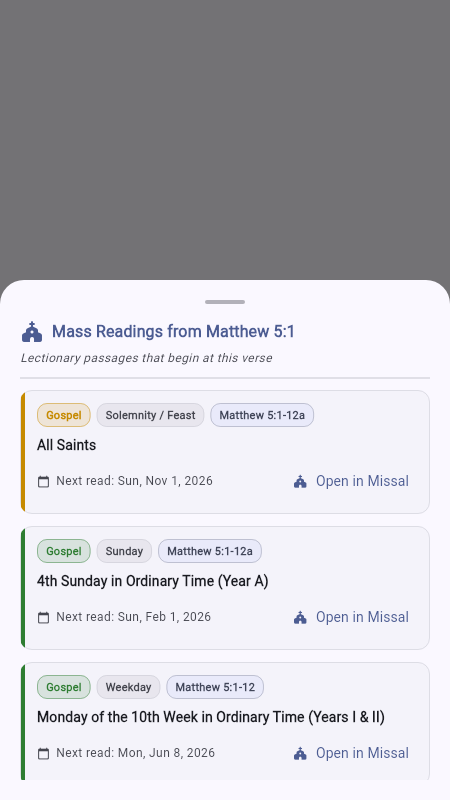 Mass Readings from Matthew 5:1
Lectionary passages that begin at this verse
Gospel Solemnity / Feast Matthew 5:1-12a
All Saints
Next read: Sun, Nov 1, 2026 Open in Missal
Gospel Sunday Matthew 5:1-12a
4th Sunday in Ordinary Time (Year A)
Next read: Sun, Feb 1, 2026 Open in Missal
Gospel Weekday Matthew 5:1-12
Monday of the 10th Week in Ordinary Time (Years I & II)
Next read: Mon, Jun 8, 2026 Open in Missal